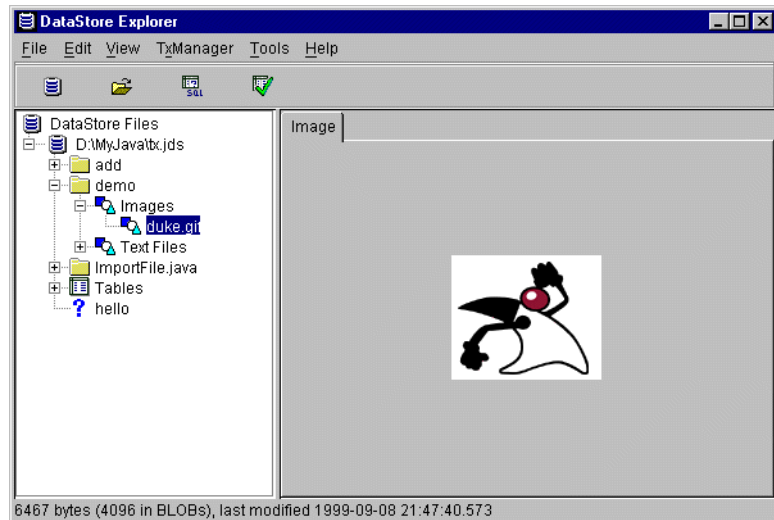 DataStore Explorer
File Edit View TxManager Tools Help
SQL
DataStore Files
D:\MyJava\tx.jds
add
demo
Images
duke.gif
Text Files
ImportFile.java
Tables
? hello
Image
6467 bytes (4096 in BLOBs), last modified 1999-09-08 21:47:40.573